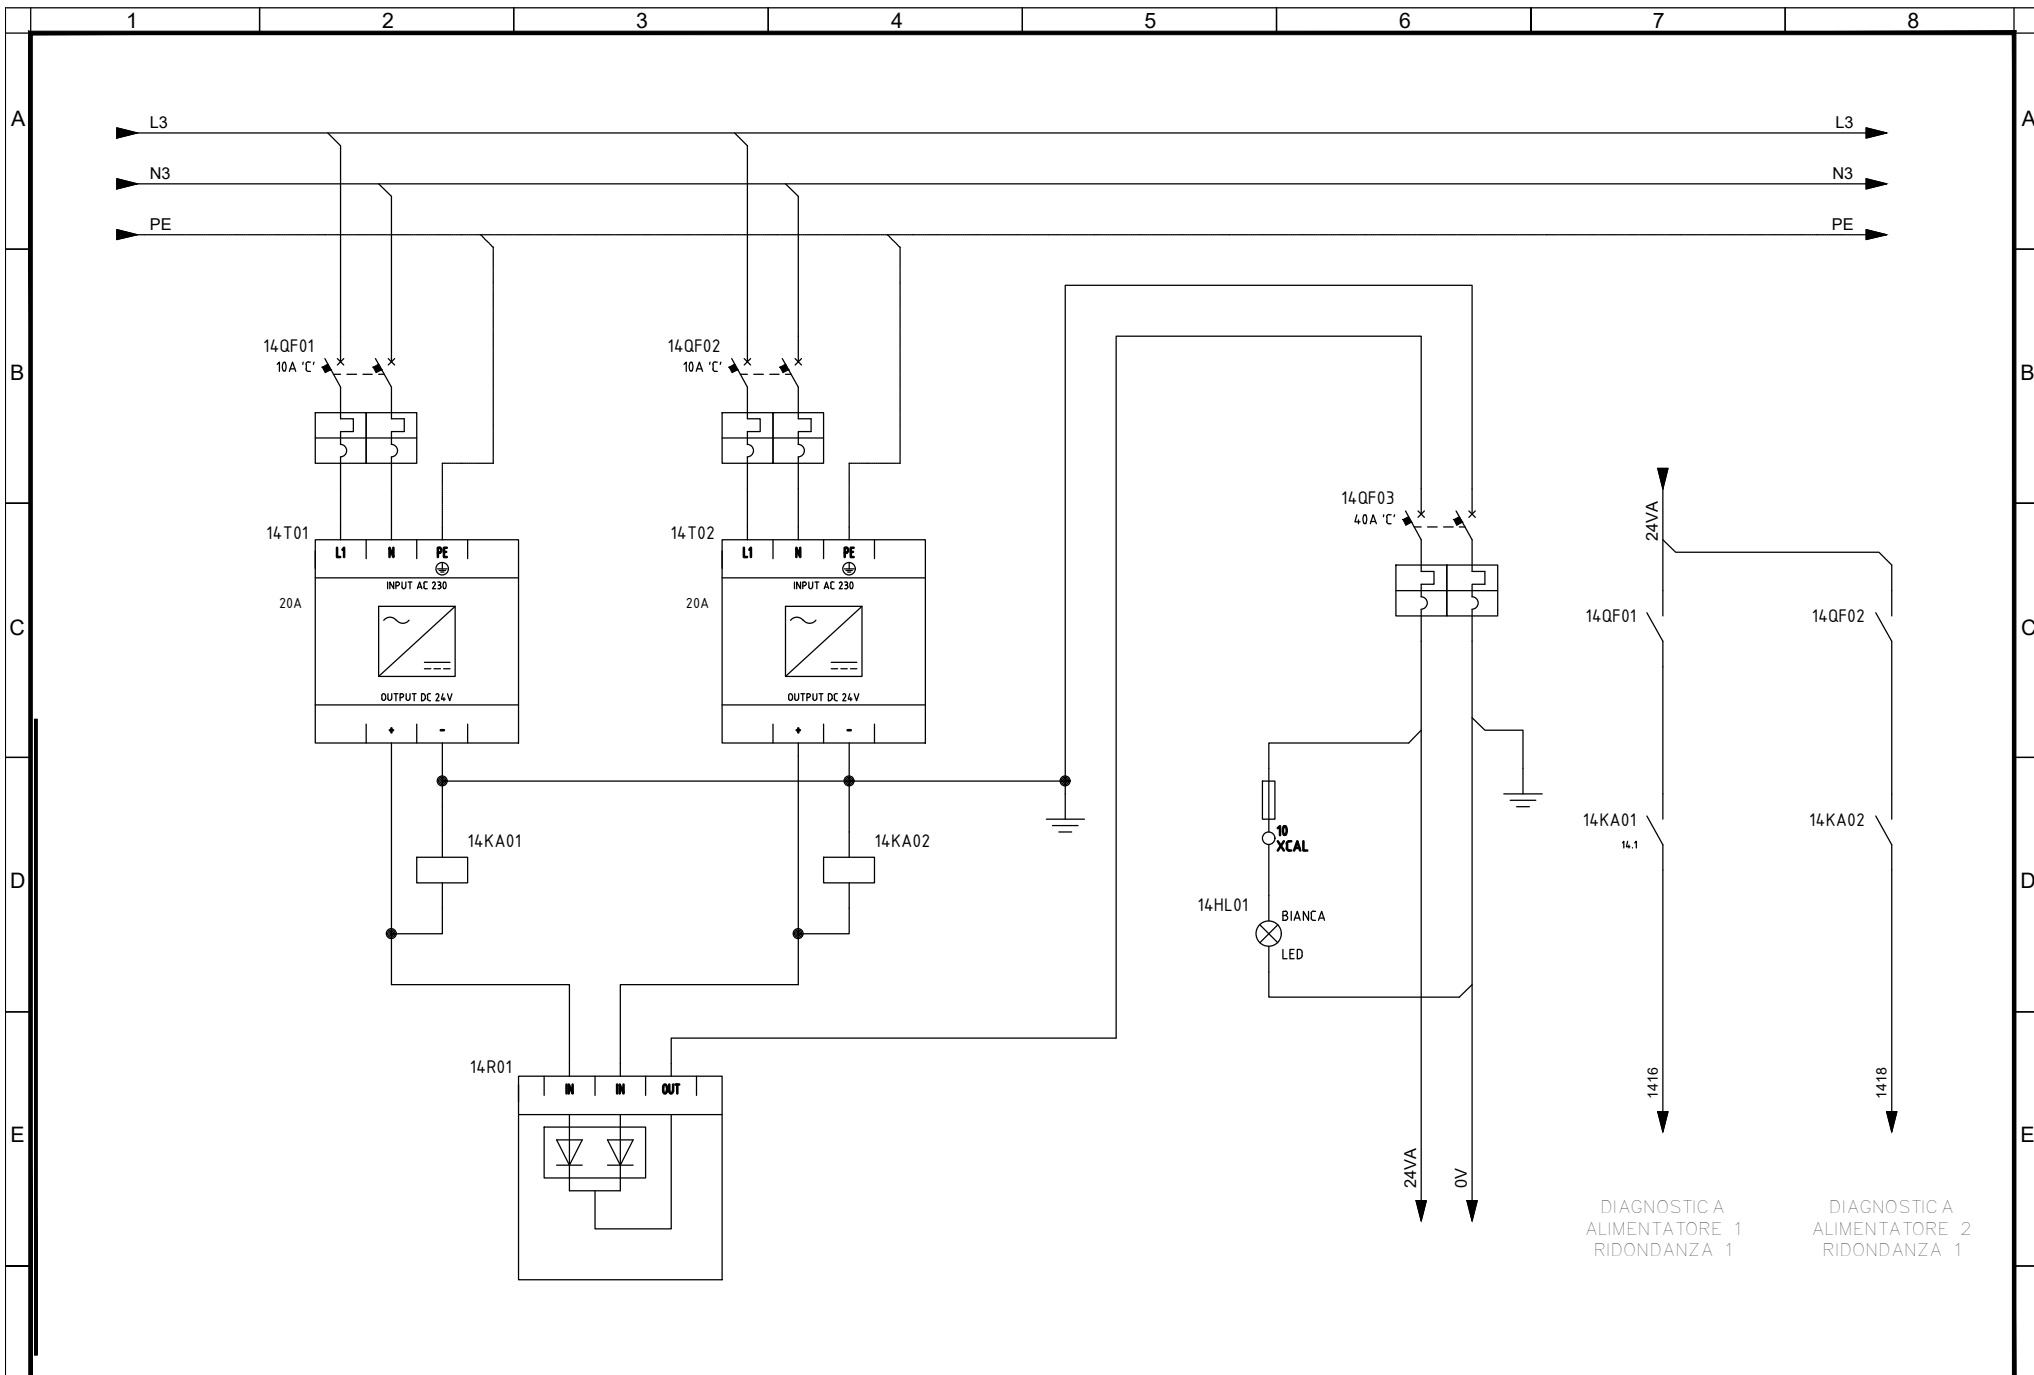 1 2 3 4 5 6 7 8
A A
L3 L3
N3 N3
PE PE
B B
14QF01
10A 'C'
14QF02
10A 'C'
14QF03
40A 'C'
24VA
C C
14T01
L1 N PE
INPUT AC 230
20A
OUTPUT DC 24V
+ -
14T02
L1 N PE
INPUT AC 230
20A
OUTPUT DC 24V
+ -
14QF01
14QF02
D D
14KA01
14KA02
10
XCAL
14HL01
BIANCA
LED
14KA01
14.1
14KA02
E E
14R01
IN IN OUT
24VA
0V
1416
1418
DIAGNOSTICA
ALIMENTATORE 1
RIDONDANZA 1
DIAGNOSTICA
ALIMENTATORE 2
RIDONDANZA 1